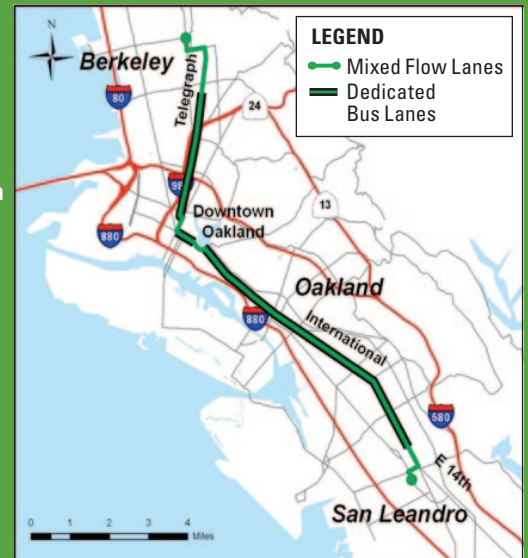 N
LEGEND
Mixed Flow Lanes
Dedicated
Bus Lanes
Berkeley
80
Telegraph
24
980
Downtown
Oakland
880
13
Oakland
International
880
680
E 14th
San Leandro
0 1 2 3 4
Miles